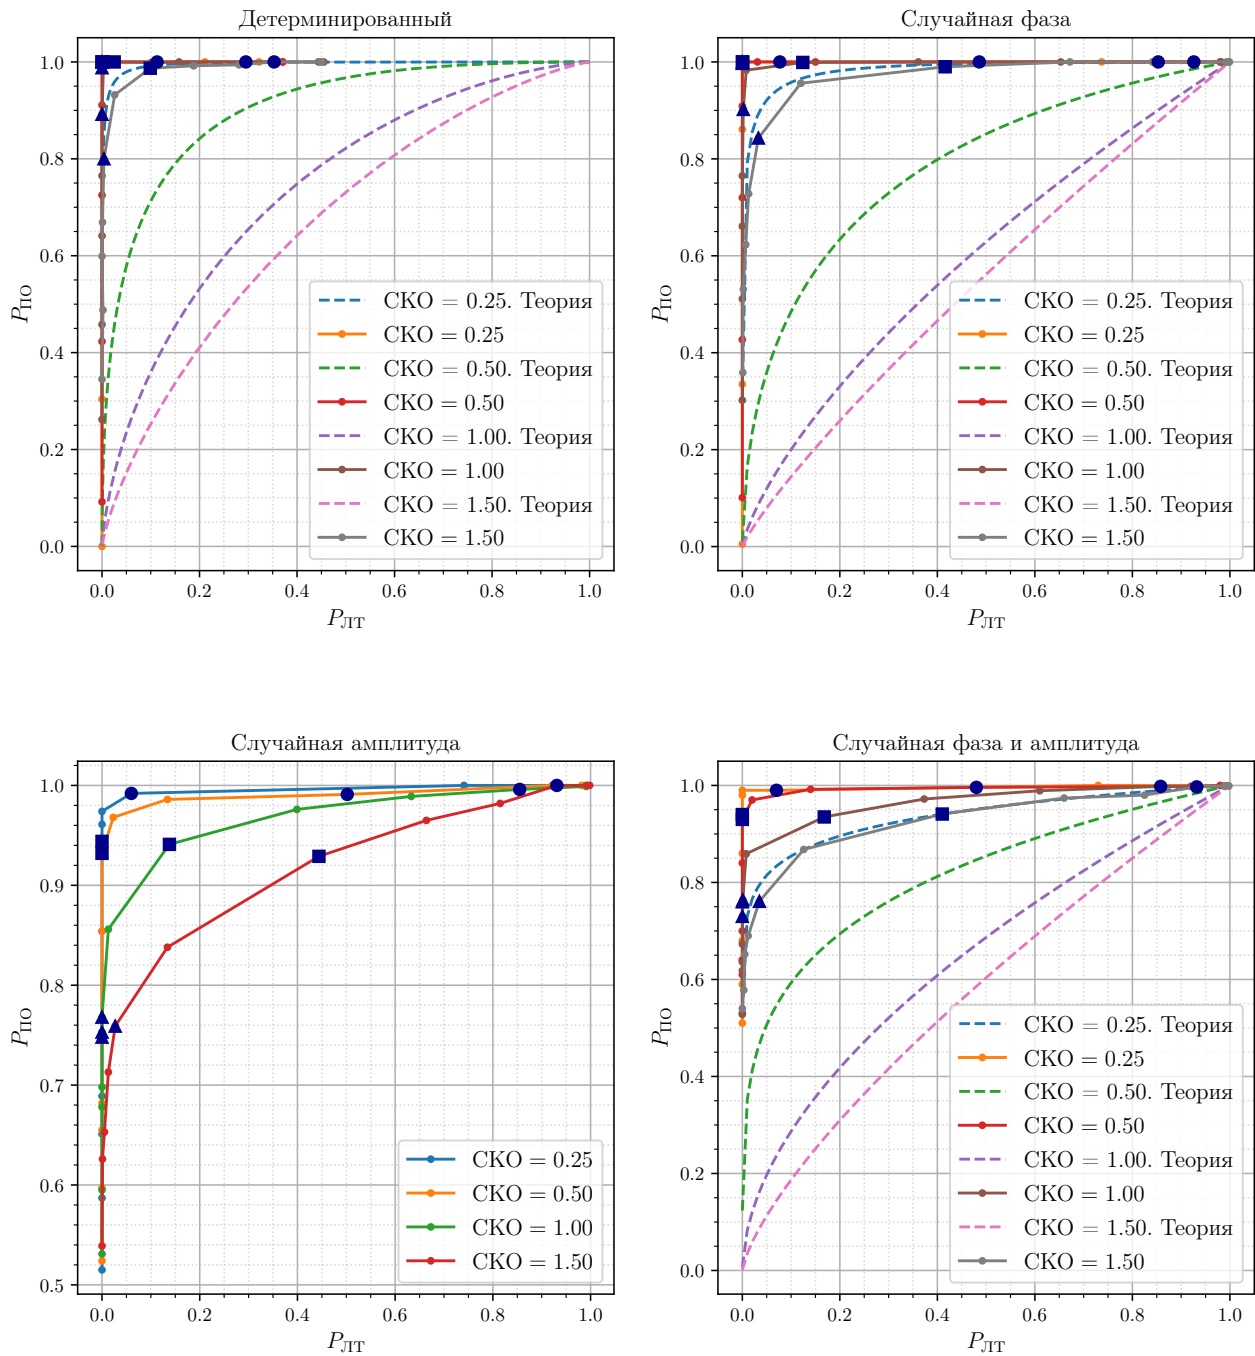 Детерминированный
1.0
0.8
0.6
0.4
0.2
0.0
P_ПО
0.0 0.2 0.4 0.6 0.8 1.0
P_ЛТ
СКО = 0.25. Теория
СКО = 0.25
СКО = 0.50. Теория
СКО = 0.50
СКО = 1.00. Теория
СКО = 1.00
СКО = 1.50. Теория
СКО = 1.50
Случайная фаза
1.0
0.8
0.6
0.4
0.2
0.0
P_ПО
0.0 0.2 0.4 0.6 0.8 1.0
P_ЛТ
СКО = 0.25. Теория
СКО = 0.25
СКО = 0.50. Теория
СКО = 0.50
СКО = 1.00. Теория
СКО = 1.00
СКО = 1.50. Теория
СКО = 1.50
Случайная амплитуда
1.0
0.9
0.8
0.7
0.6
0.5
P_ПО
0.0 0.2 0.4 0.6 0.8 1.0
P_ЛТ
СКО = 0.25
СКО = 0.50
СКО = 1.00
СКО = 1.50
Случайная фаза и амплитуда
1.0
0.8
0.6
0.4
0.2
0.0
P_ПО
0.0 0.2 0.4 0.6 0.8 1.0
P_ЛТ
СКО = 0.25. Теория
СКО = 0.25
СКО = 0.50. Теория
СКО = 0.50
СКО = 1.00. Теория
СКО = 1.00
СКО = 1.50. Теория
СКО = 1.50